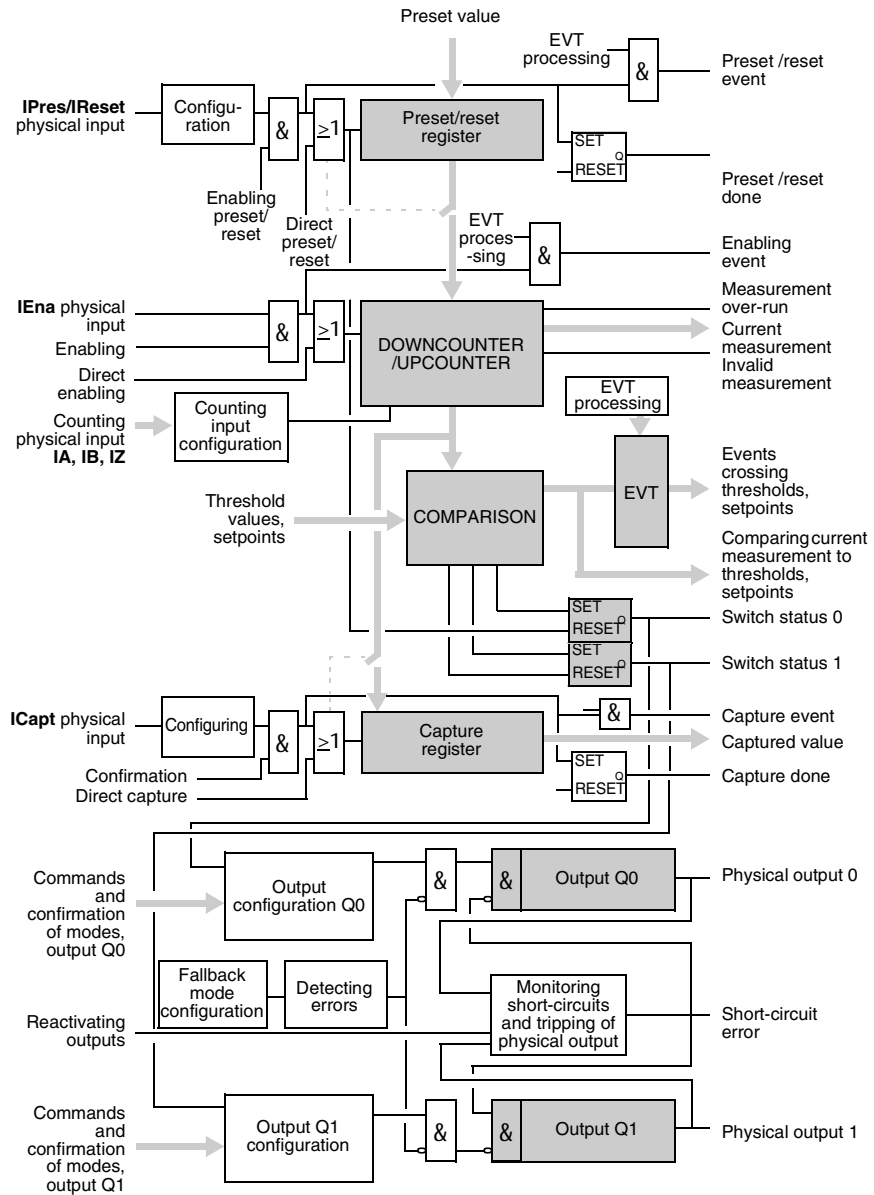 Preset value
EVT
processing
&
Preset /reset
event
IPres/IReset
physical input
Configu-
ration
&
≥1
Preset/reset
register
SET
Q
RESET
Preset /reset
done
Enabling
preset/
reset
Direct
preset/
reset
EVT
proces
-sing
&
Enabling
event
IEna physical
input
Enabling
Direct
enabling
&
≥1
DOWNCOUNTER
/UPCOUNTER
Measurement
over-run
Current
measurement
Invalid
measurement
Counting
physical input
IA, IB, IZ
Counting
input
configuration
EVT
processing
EVT
Events
crossing
thresholds,
setpoints
Threshold
values,
setpoints
COMPARISON
Comparing current
measurement to
thresholds,
setpoints
SET
Q
RESET
Switch status 0
SET
Q
RESET
Switch status 1
ICapt physical
input
Configuring
&
≥1
Capture
register
&
Capture event
Captured value
Confirmation
Direct capture
SET
Q
RESET
Capture done
Commands
and
confirmation
of modes,
output Q0
Output
configuration Q0
&
&
Output Q0
Physical output 0
Fallback
mode
configuration
Detecting
errors
Monitoring
short-circuits
and tripping of
physical output
Short-circuit
error
Reactivating
outputs
Commands
and
confirmation
of modes,
output Q1
Output Q1
configuration
&
&
Output Q1
Physical output 1